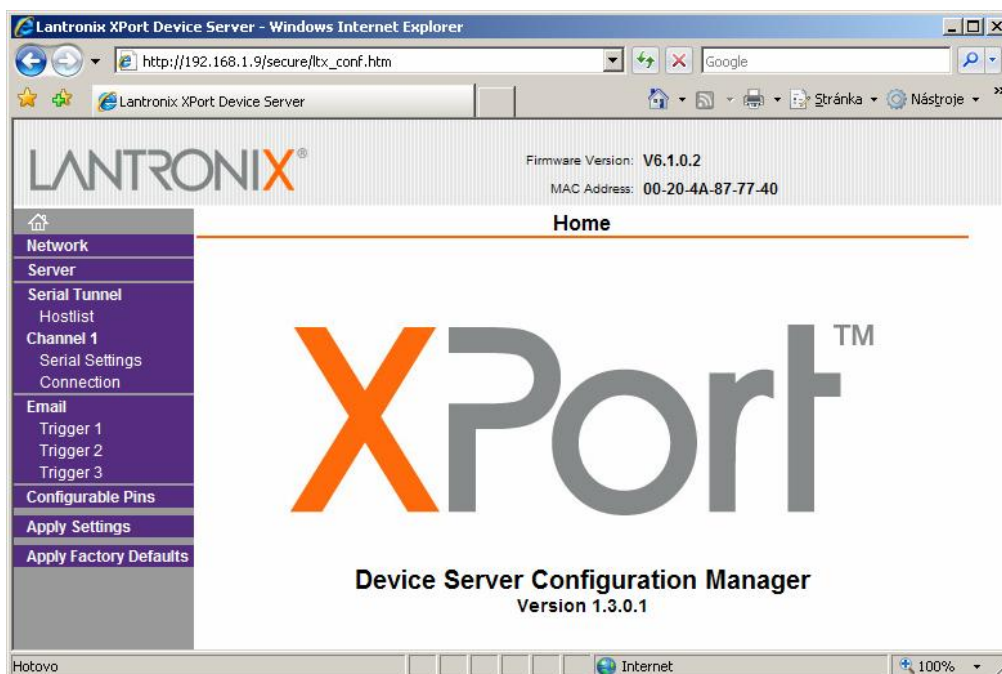 Lantronix XPort Device Server - Windows Internet Explorer
http://192.168.1.9/secure/ltx_conf.htm
Google
Lantronix XPort Device Server
Stránka
Nástroje
LANTRONIX®
Firmware Version: V6.1.0.2
MAC Address: 00-20-4A-87-77-40
Home
Network
Server
Serial Tunnel
Hostlist
Channel 1
Serial Settings
Connection
Email
Trigger 1
Trigger 2
Trigger 3
Configurable Pins
Apply Settings
Apply Factory Defaults
XPort™
Device Server Configuration Manager
Version 1.3.0.1
Hotovo
Internet
100%